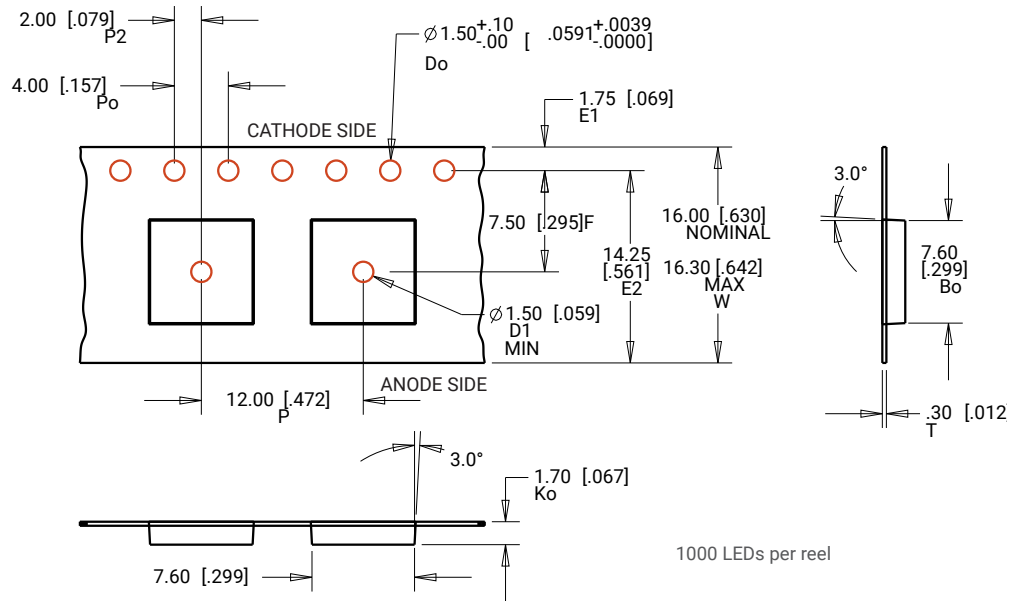 2.00 [.079]
P2
⌀1.50+.10 -.00 [ .0591+.0039 -.0000]
Do
4.00 [.157]
Po
1.75 [.069]
E1
CATHODE SIDE
3.0°
7.50 [.295]F
16.00 [.630]
NOMINAL
14.25
[.561]
E2
16.30 [.642]
MAX
W
7.60
[.299]
Bo
⌀1.50 [.059]
D1
MIN
ANODE SIDE
12.00 [.472]
P
.30 [.012]
T
3.0°
1.70 [.067]
Ko
7.60 [.299]
1000 LEDs per reel